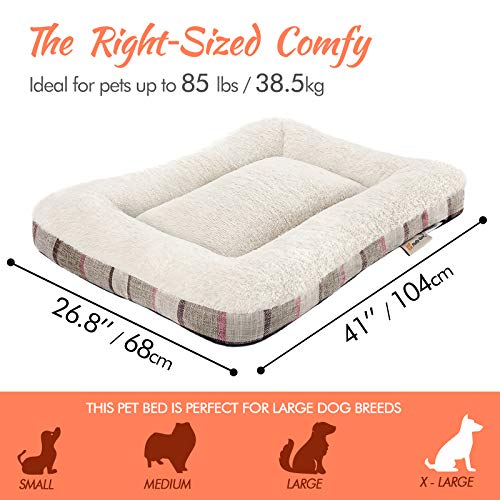 The Right-Sized Comfy
Ideal for pets up to 85 lbs / 38.5kg
26.8’’ / 68cm
41’’ / 104cm
THIS PET BED IS PERFECT FOR LARGE DOG BREEDS
SMALL
MEDIUM
LARGE
X - LARGE